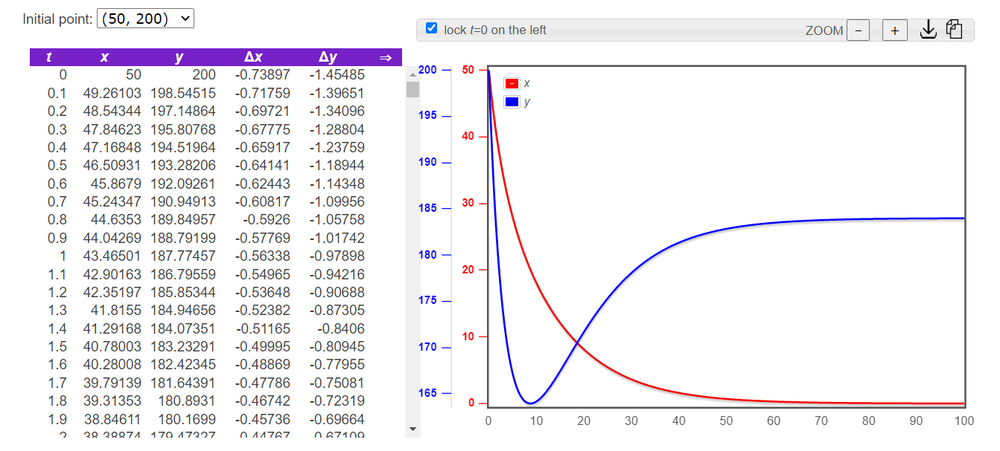 Initial point: (50, 200)
lock t=0 on the left ZOOM − +
t x y Δx Δy ⇒
0 50 200 -0.73897 -1.45485
0.1 49.26103 198.54515 -0.71759 -1.39651
0.2 48.54344 197.14864 -0.69721 -1.34096
0.3 47.84623 195.80768 -0.67775 -1.28804
0.4 47.16848 194.51964 -0.65917 -1.23759
0.5 46.50931 193.28206 -0.64141 -1.18944
0.6 45.8679 192.09261 -0.62443 -1.14348
0.7 45.24347 190.94913 -0.60817 -1.09956
0.8 44.6353 189.84957 -0.5926 -1.05758
0.9 44.04269 188.79199 -0.57769 -1.01742
1 43.46501 187.77457 -0.56338 -0.97898
1.1 42.90163 186.79559 -0.54965 -0.94216
1.2 42.35197 185.85344 -0.53648 -0.90688
1.3 41.8155 184.94656 -0.52382 -0.87305
1.4 41.29168 184.07351 -0.51165 -0.8406
1.5 40.78003 183.23291 -0.49995 -0.80945
1.6 40.28008 182.42345 -0.48869 -0.77955
1.7 39.79139 181.64391 -0.47786 -0.75081
1.8 39.31353 180.8931 -0.46742 -0.72319
1.9 38.84611 180.1699 -0.45736 -0.69664
2 38.38874 179.47327 -0.44767 -0.67109
200
195
190
185
180
175
170
165
50
40
30
20
10
0
x
y
0 10 20 30 40 50 60 70 80 90 100